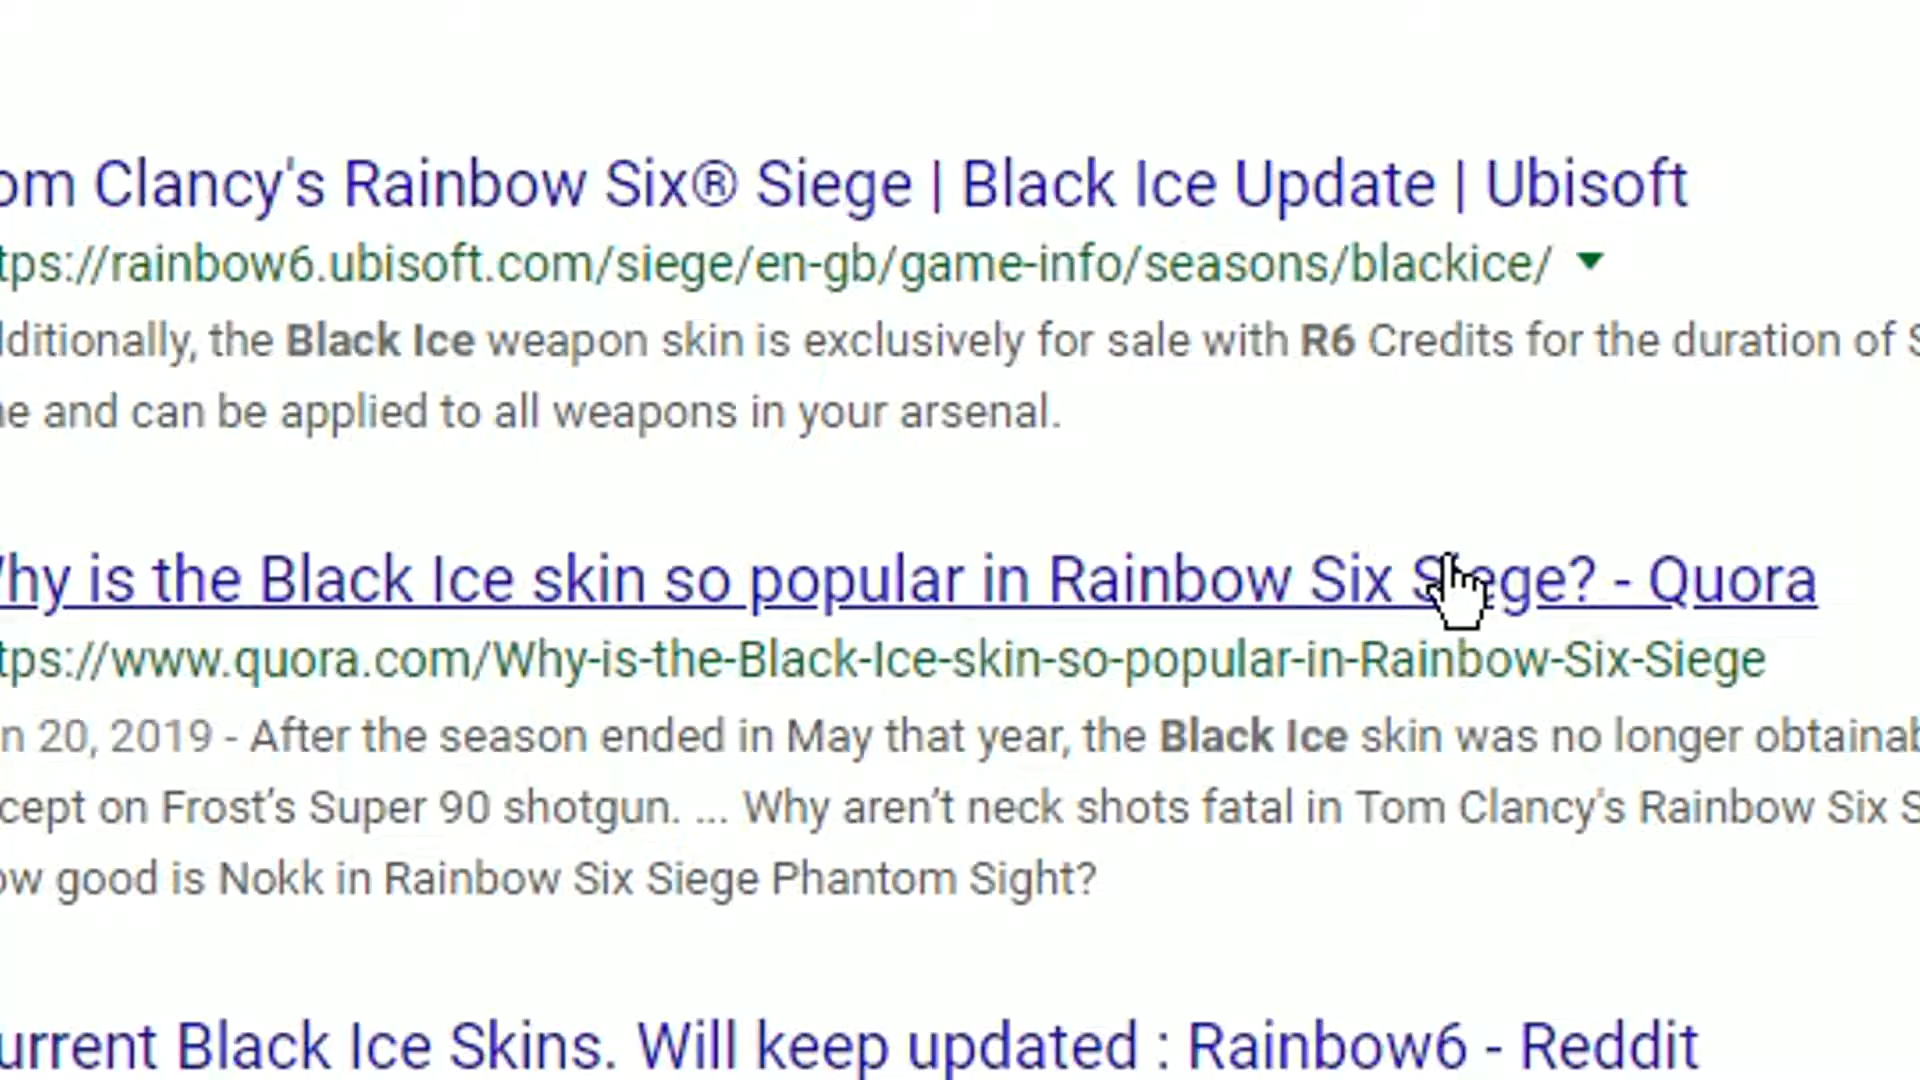 om Clancy's Rainbow Six® Siege | Black Ice Update | Ubisoft
tps://rainbow6.ubisoft.com/siege/en-gb/game-info/seasons/blackice/
dditionally, the Black Ice weapon skin is exclusively for sale with R6 Credits for the duration of S
ne and can be applied to all weapons in your arsenal.
Why is the Black Ice skin so popular in Rainbow Six Siege? - Quora
tps://www.quora.com/Why-is-the-Black-Ice-skin-so-popular-in-Rainbow-Six-Siege
n 20, 2019 - After the season ended in May that year, the Black Ice skin was no longer obtainab
cept on Frost's Super 90 shotgun. ... Why aren't neck shots fatal in Tom Clancy's Rainbow Six S
ow good is Nokk in Rainbow Six Siege Phantom Sight?
urrent Black Ice Skins. Will keep updated : Rainbow6 - Reddit